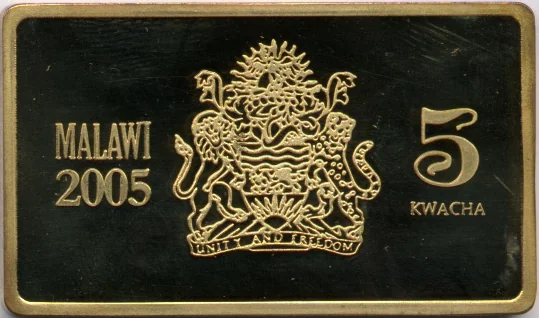 MALAWI
2005
UNITY AND FREEDOM
5
KWACHA